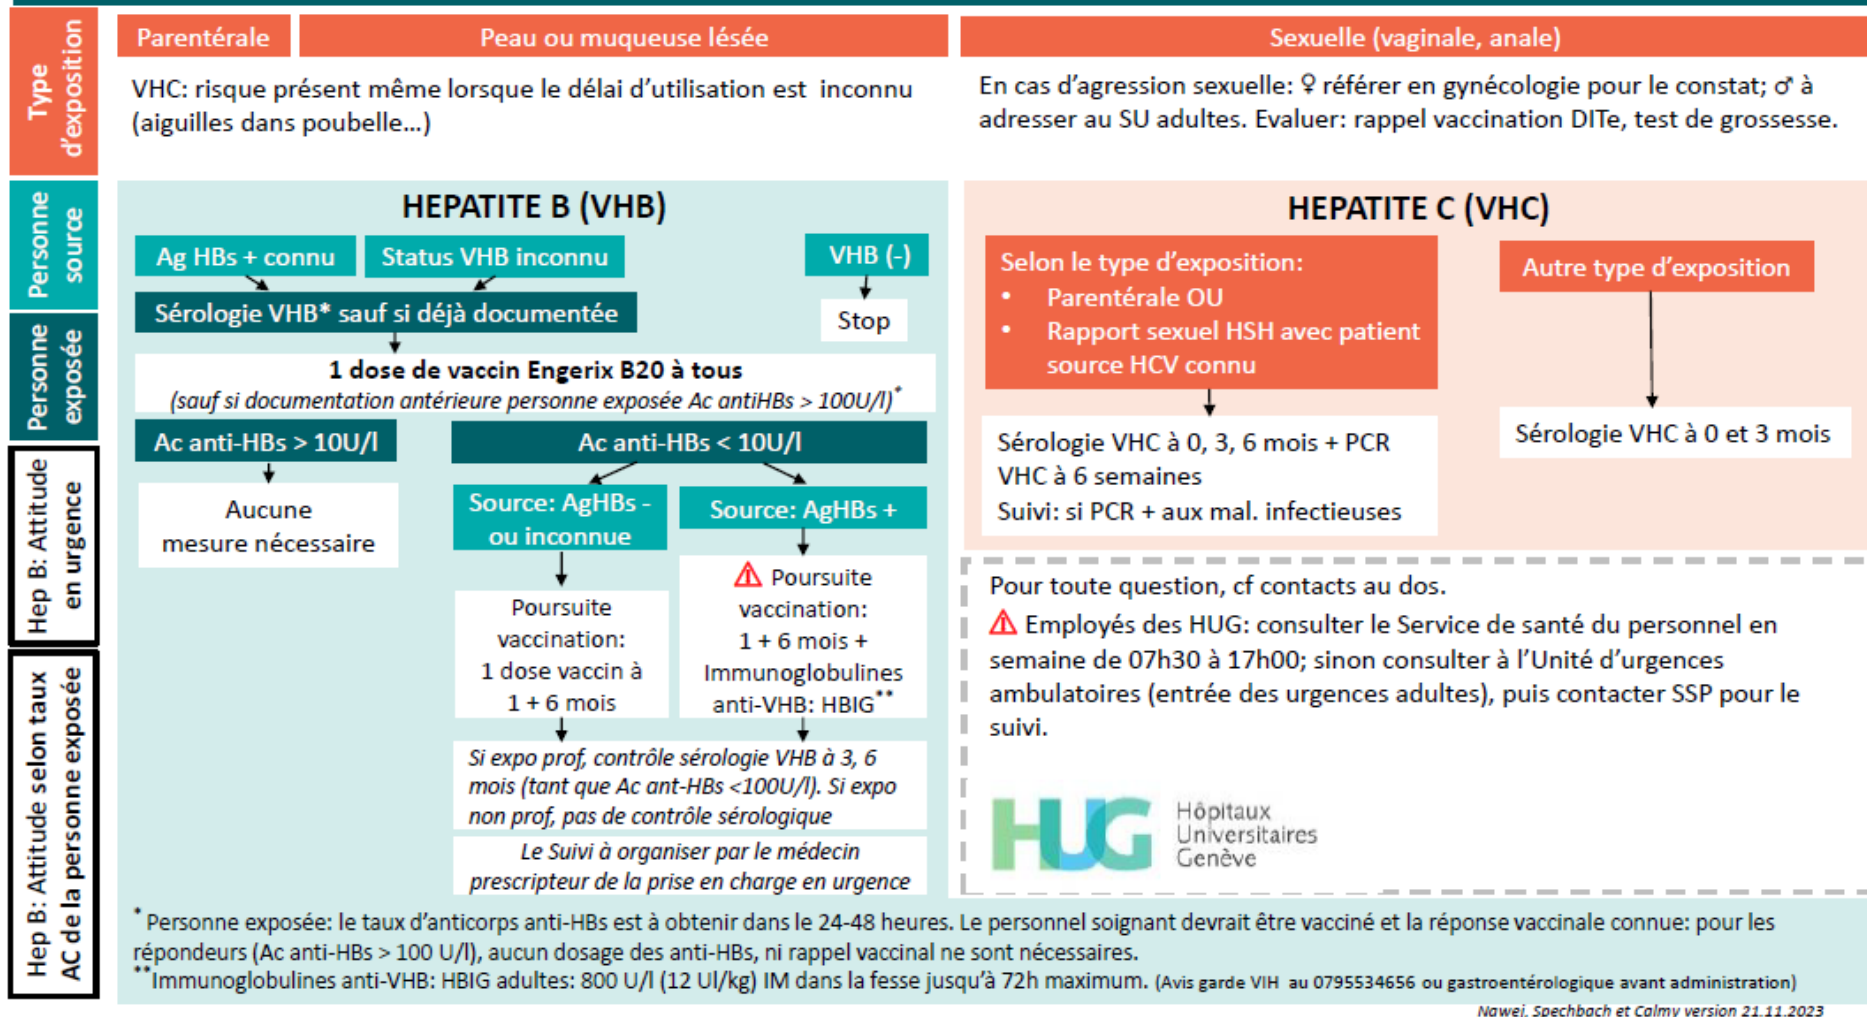 Type
d'exposition
Parentérale
Peau ou muqueuse lésée
Sexuelle (vaginale, anale)
VHC: risque présent même lorsque le délai d'utilisation est inconnu
(aiguilles dans poubelle...)
En cas d'agression sexuelle: ♀ référer en gynécologie pour le constat; ♂ à
adresser au SU adultes. Evaluer: rappel vaccination DITe, test de grossesse.
Personne
source
HEPATITE B (VHB)
Ag HBs + connu
Status VHB inconnu
VHB (-)
Sérologie VHB* sauf si déjà documentée
Stop
Personne
exposée
1 dose de vaccin Engerix B20 à tous
(sauf si documentation antérieure personne exposée Ac antiHBs > 100U/l)*
Ac anti-HBs > 10U/l
Ac anti-HBs < 10U/l
Hep B: Attitude
en urgence
Aucune
mesure nécessaire
Source: AgHBs -
ou inconnue
Source: AgHBs +
Poursuite
vaccination:
1 dose vaccin à
1 + 6 mois
⚠ Poursuite
vaccination:
1 + 6 mois +
Immunoglobulines
anti-VHB: HBIG**
Hep B: Attitude selon taux
AC de la personne exposée
Si expo prof, contrôle sérologie VHB à 3, 6
mois (tant que Ac ant-HBs <100U/l). Si expo
non prof, pas de contrôle sérologique
Le Suivi à organiser par le médecin
prescripteur de la prise en charge en urgence
HEPATITE C (VHC)
Selon le type d'exposition:
• Parentérale OU
• Rapport sexuel HSH avec patient
source HCV connu
Autre type d'exposition
Sérologie VHC à 0, 3, 6 mois + PCR
VHC à 6 semaines
Suivi: si PCR + aux mal. infectieuses
Sérologie VHC à 0 et 3 mois
Pour toute question, cf contacts au dos.
⚠ Employés des HUG: consulter le Service de santé du personnel en
semaine de 07h30 à 17h00; sinon consulter à l'Unité d'urgences
ambulatoires (entrée des urgences adultes), puis contacter SSP pour le
suivi.
HUG
Hôpitaux
Universitaires
Genève
* Personne exposée: le taux d'anticorps anti-HBs est à obtenir dans le 24-48 heures. Le personnel soignant devrait être vacciné et la réponse vaccinale connue: pour les
répondeurs (Ac anti-HBs > 100 U/l), aucun dosage des anti-HBs, ni rappel vaccinal ne sont nécessaires.
**Immunoglobulines anti-VHB: HBIG adultes: 800 U/l (12 UI/kg) IM dans la fesse jusqu'à 72h maximum. (Avis garde VIH au 0795534656 ou gastroentérologique avant administration)
Nawej, Spechbach et Calmy version 21.11.2023